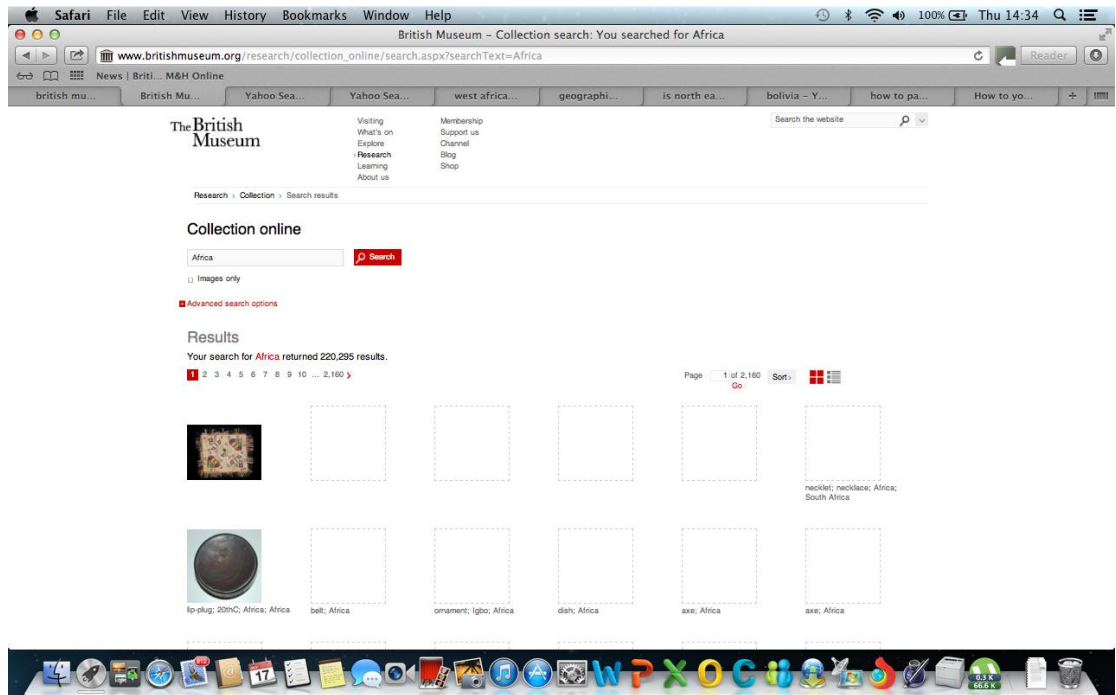 Safari File Edit View History Bookmarks Window Help 100% Thu 14:34
British Museum – Collection search: You searched for Africa
www.britishmuseum.org/research/collection_online/search.aspx?searchText=Africa Reader
News | Briti... M&H Online
british mu... British Mu... Yahoo Sea... Yahoo Sea... west africa... geographi... is north ea... bolivia – Y... how to pa... How to yo...
The British
Museum
Visiting
What's on
Explore
› Research
Learning
About us
Membership
Support us
Channel
Blog
Shop
Search the website
Research › Collection › Search results
Collection online
Africa Search
Images only
Advanced search options
Results
Your search for Africa returned 220,295 results.
1 2 3 4 5 6 7 8 9 10 ... 2,160 ›
Page 1 of 2,160 Sort ›
Go ›
necklet; necklace; Africa;
South Africa
lip-plug; 20thC; Africa; Africa
belt; Africa
ornament; Igbo; Africa
dish; Africa
axe; Africa
axe; Africa
17
W P X O C
0.3 K
66.6 K